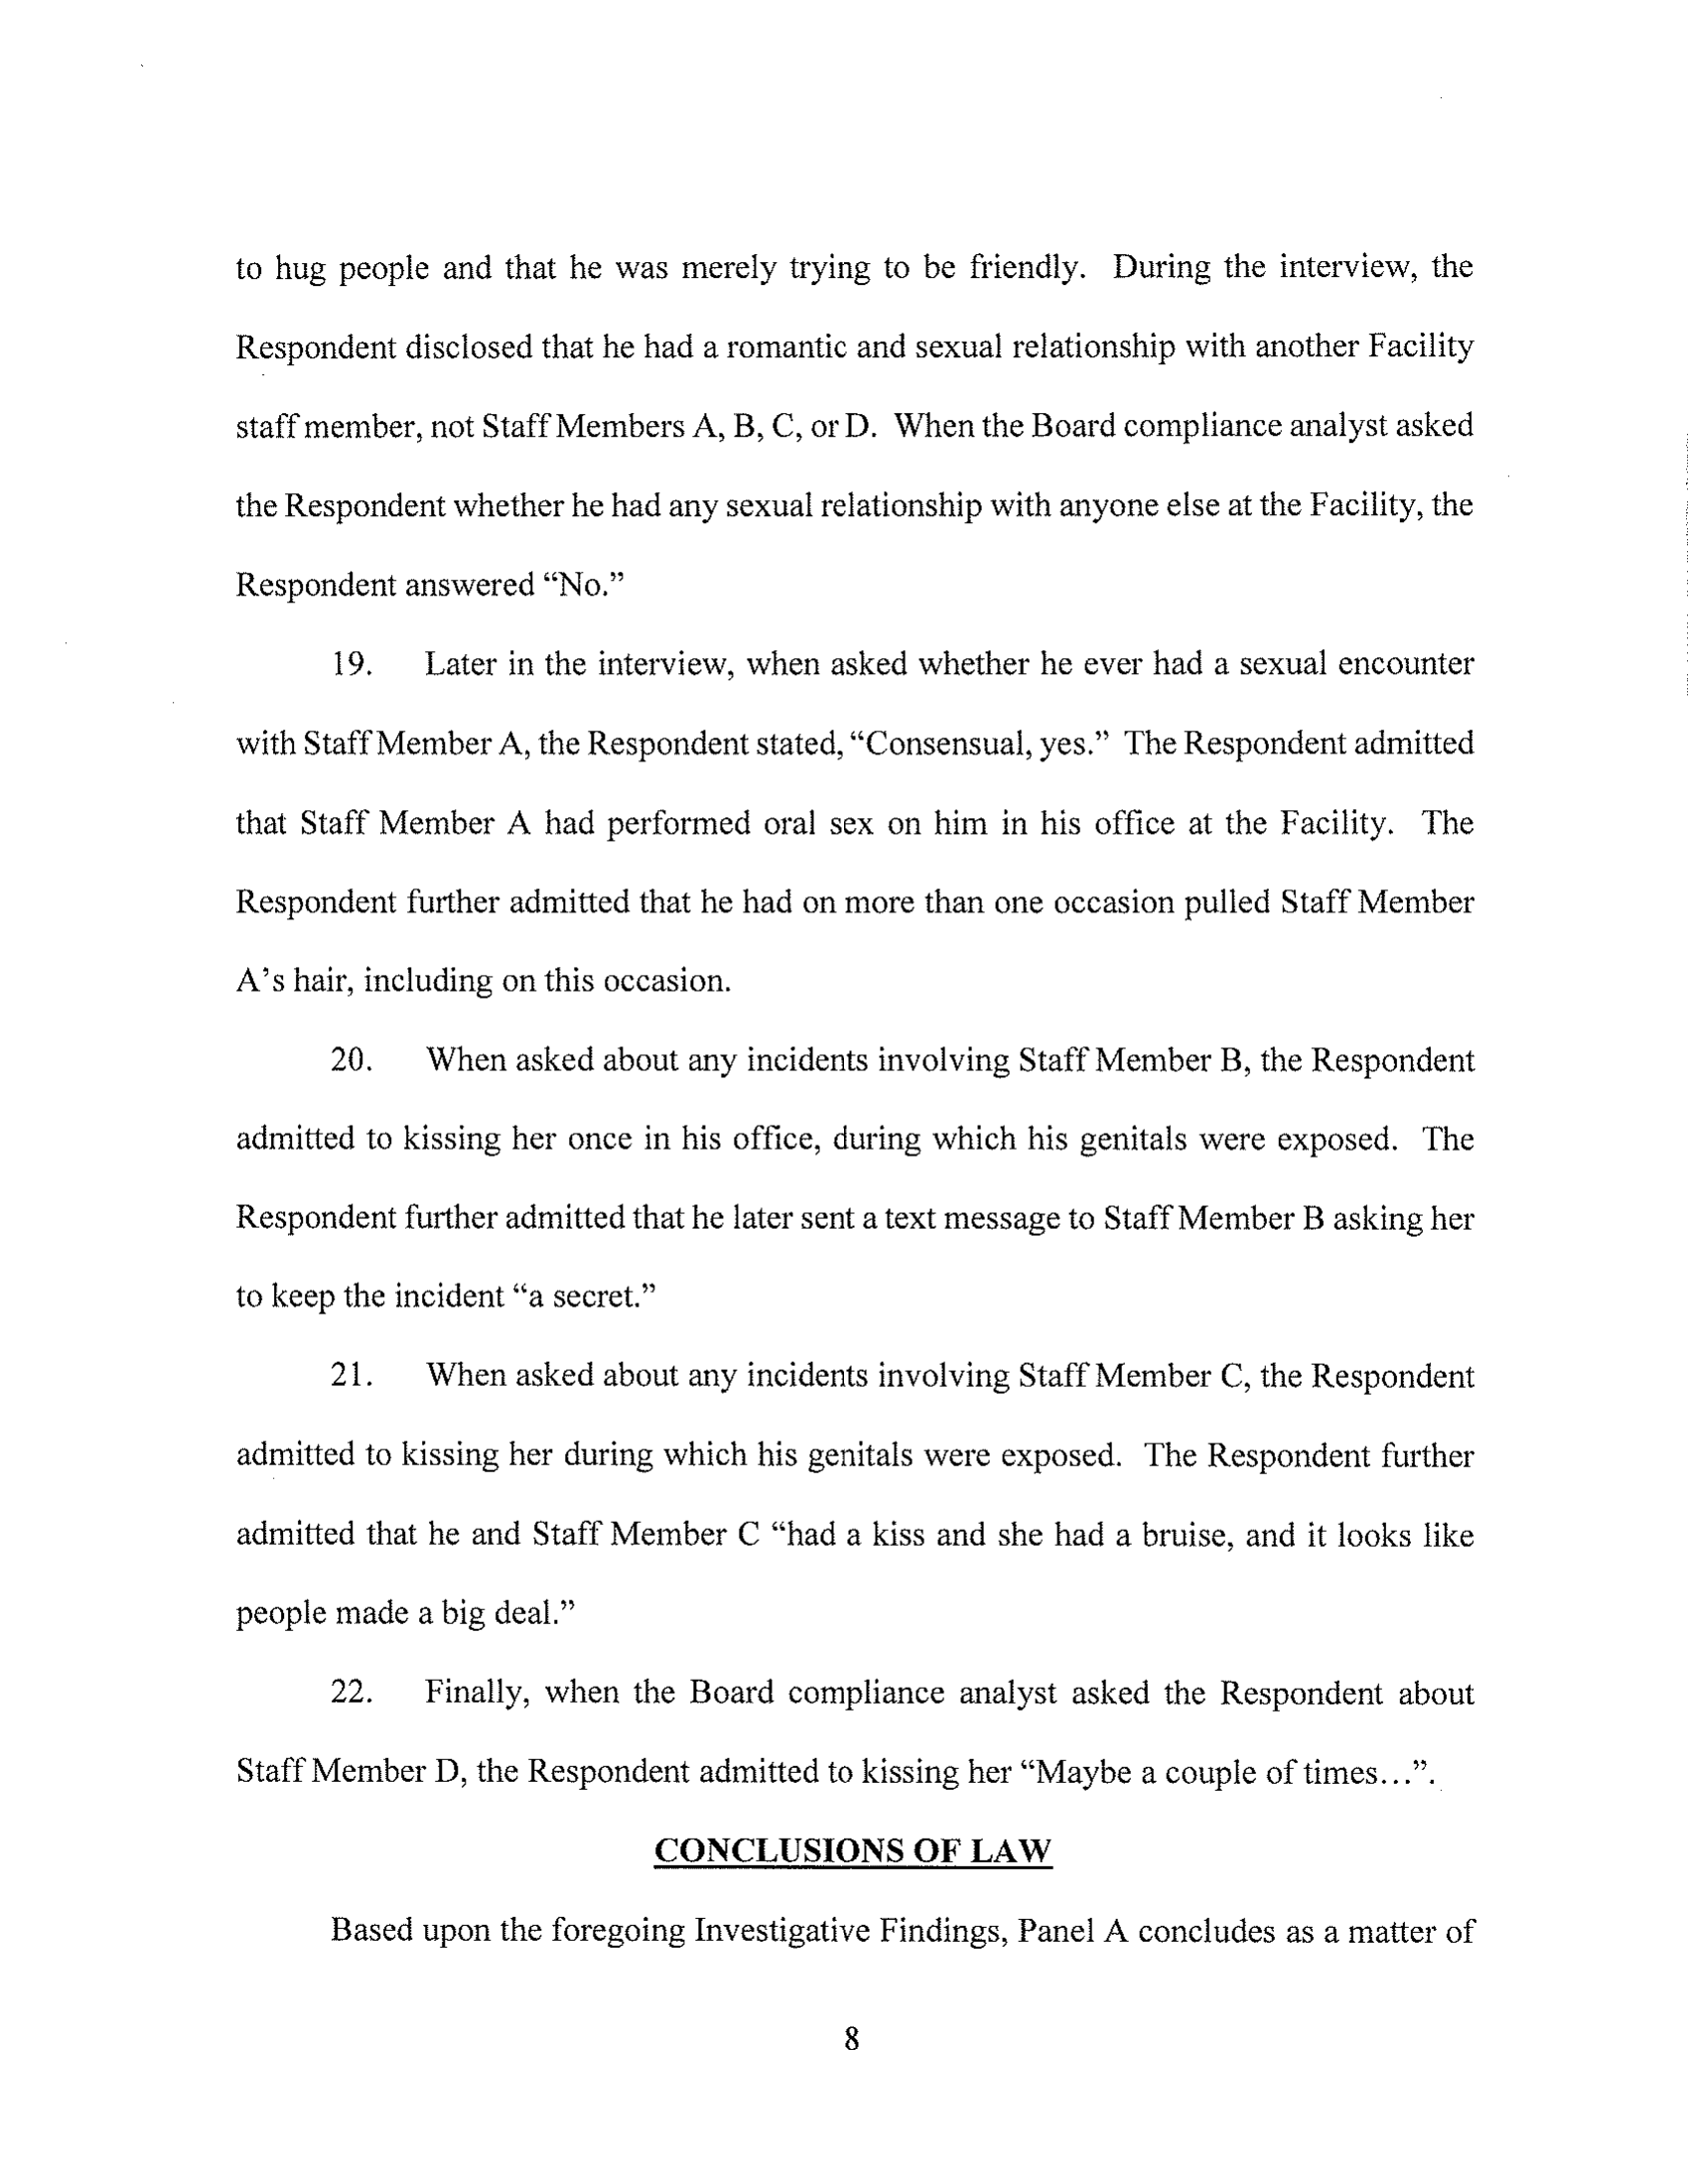 to hug people and that he was merely trying to be friendly. During the interview, the
Respondent disclosed that he had a romantic and sexual relationship with another Facility
staff member, not Staff Members A, B, C, or D. When the Board compliance analyst asked
the Respondent whether he had any sexual relationship with anyone else at the Facility, the
Respondent answered “No.”
19. Later in the interview, when asked whether he ever had a sexual encounter
with Staff Member A, the Respondent stated, “Consensual, yes.” The Respondent admitted
that Staff Member A had performed oral sex on him in his office at the Facility. The
Respondent further admitted that he had on more than one occasion pulled Staff Member
A’s hair, including on this occasion.
20. When asked about any incidents involving Staff Member B, the Respondent
admitted to kissing her once in his office, during which his genitals were exposed. The
Respondent further admitted that he later sent a text message to Staff Member B asking her
to keep the incident “a secret.”
21. When asked about any incidents involving Staff Member C, the Respondent
admitted to kissing her during which his genitals were exposed. The Respondent further
admitted that he and Staff Member C “had a kiss and she had a bruise, and it looks like
people made a big deal.”
22. Finally, when the Board compliance analyst asked the Respondent about
Staff Member D, the Respondent admitted to kissing her “Maybe a couple of times…”.
CONCLUSIONS OF LAW
Based upon the foregoing Investigative Findings, Panel A concludes as a matter of
8